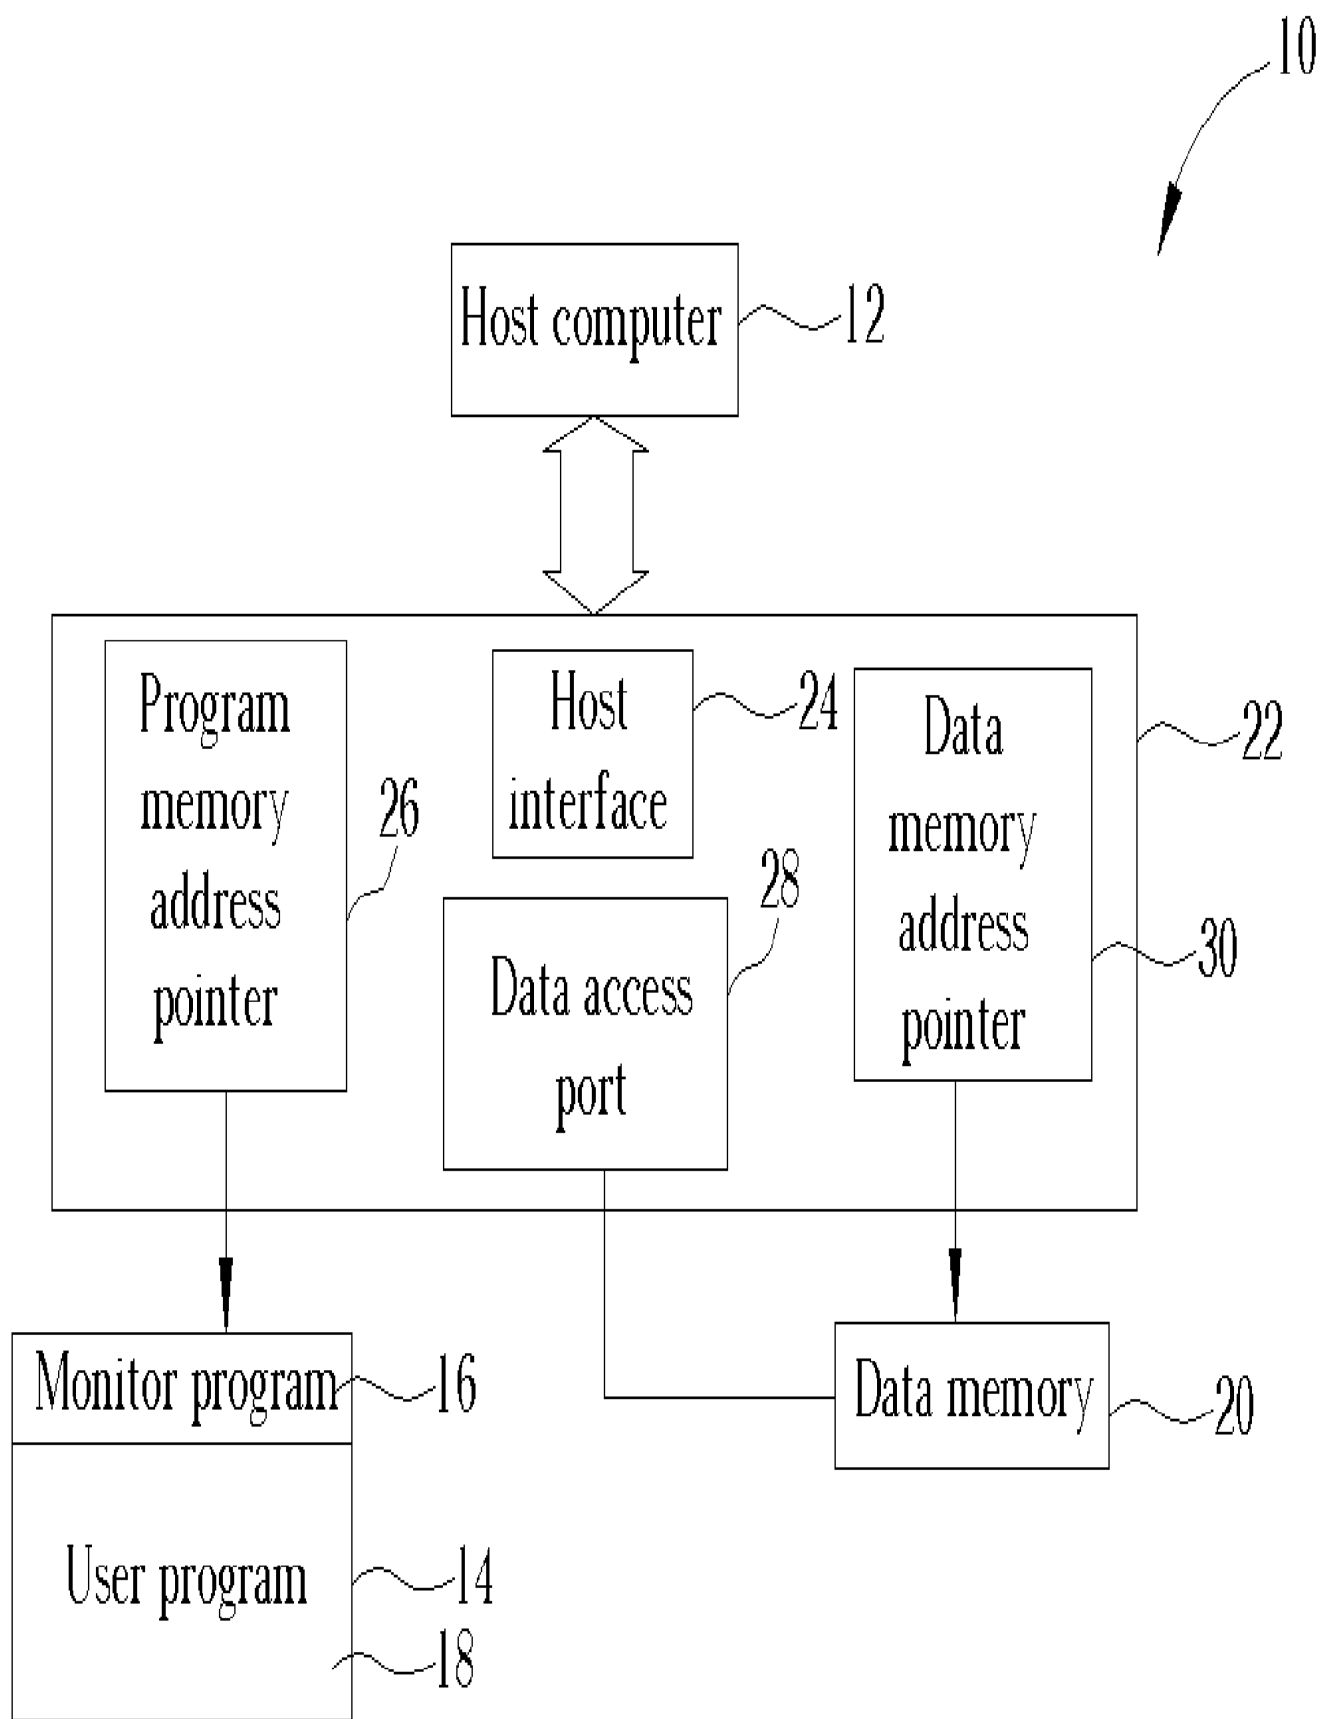 10
Host computer
12
Program
memory
address
pointer
26
Host
interface
24
Data
memory
address
pointer
22
28
Data access
port
30
Monitor program
16
Data memory
20
User program
14
18